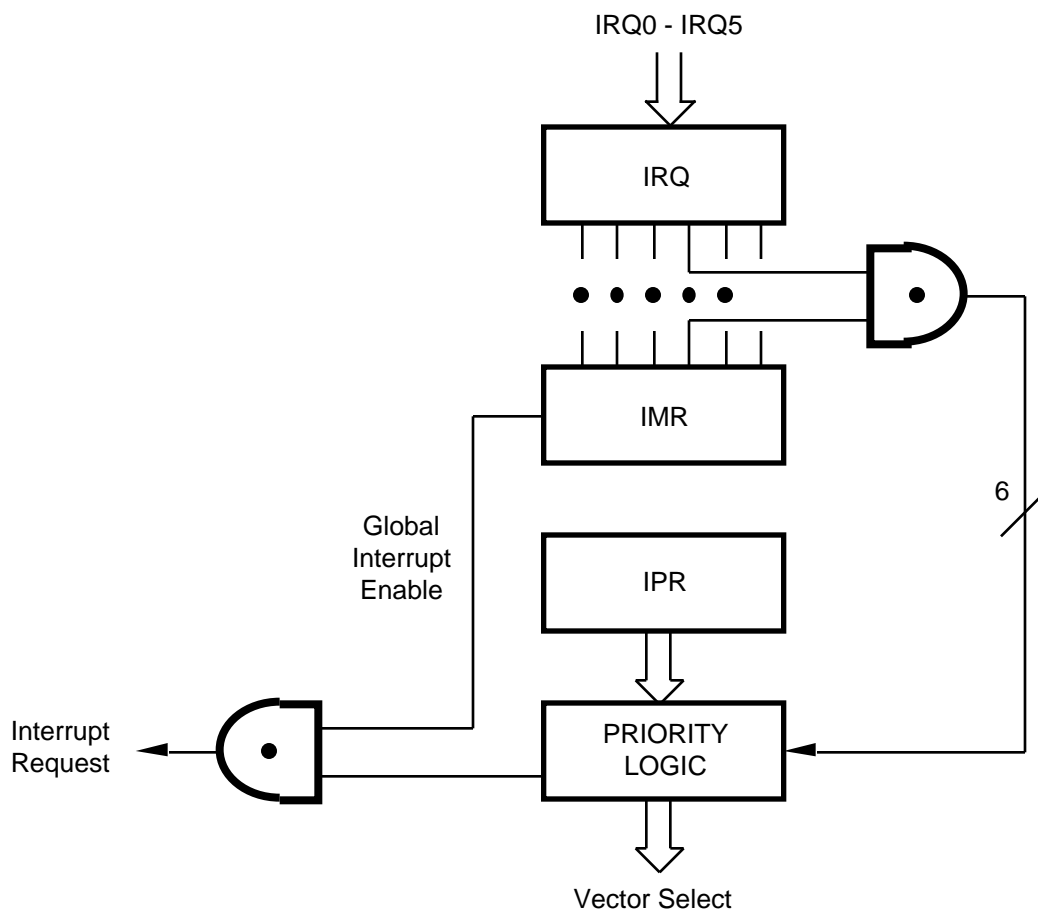 IRQ0 - IRQ5
IRQ
IMR
6
Global
Interrupt
Enable
IPR
Interrupt
Request
PRIORITY
LOGIC
Vector Select